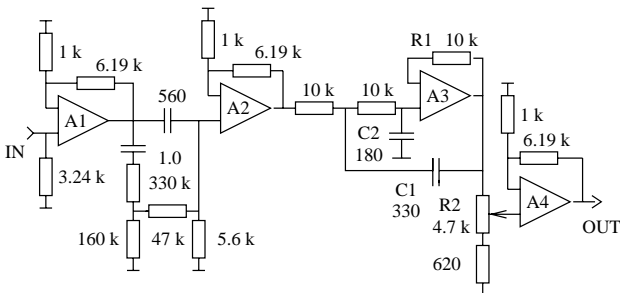 1 k
6.19 k
A1
IN
3.24 k
560
1.0
330 k
160 k
47 k
5.6 k
1 k
6.19 k
A2
10 k
10 k
C2
180
R1
10 k
A3
C1
330
R2
4.7 k
620
1 k
6.19 k
A4
OUT